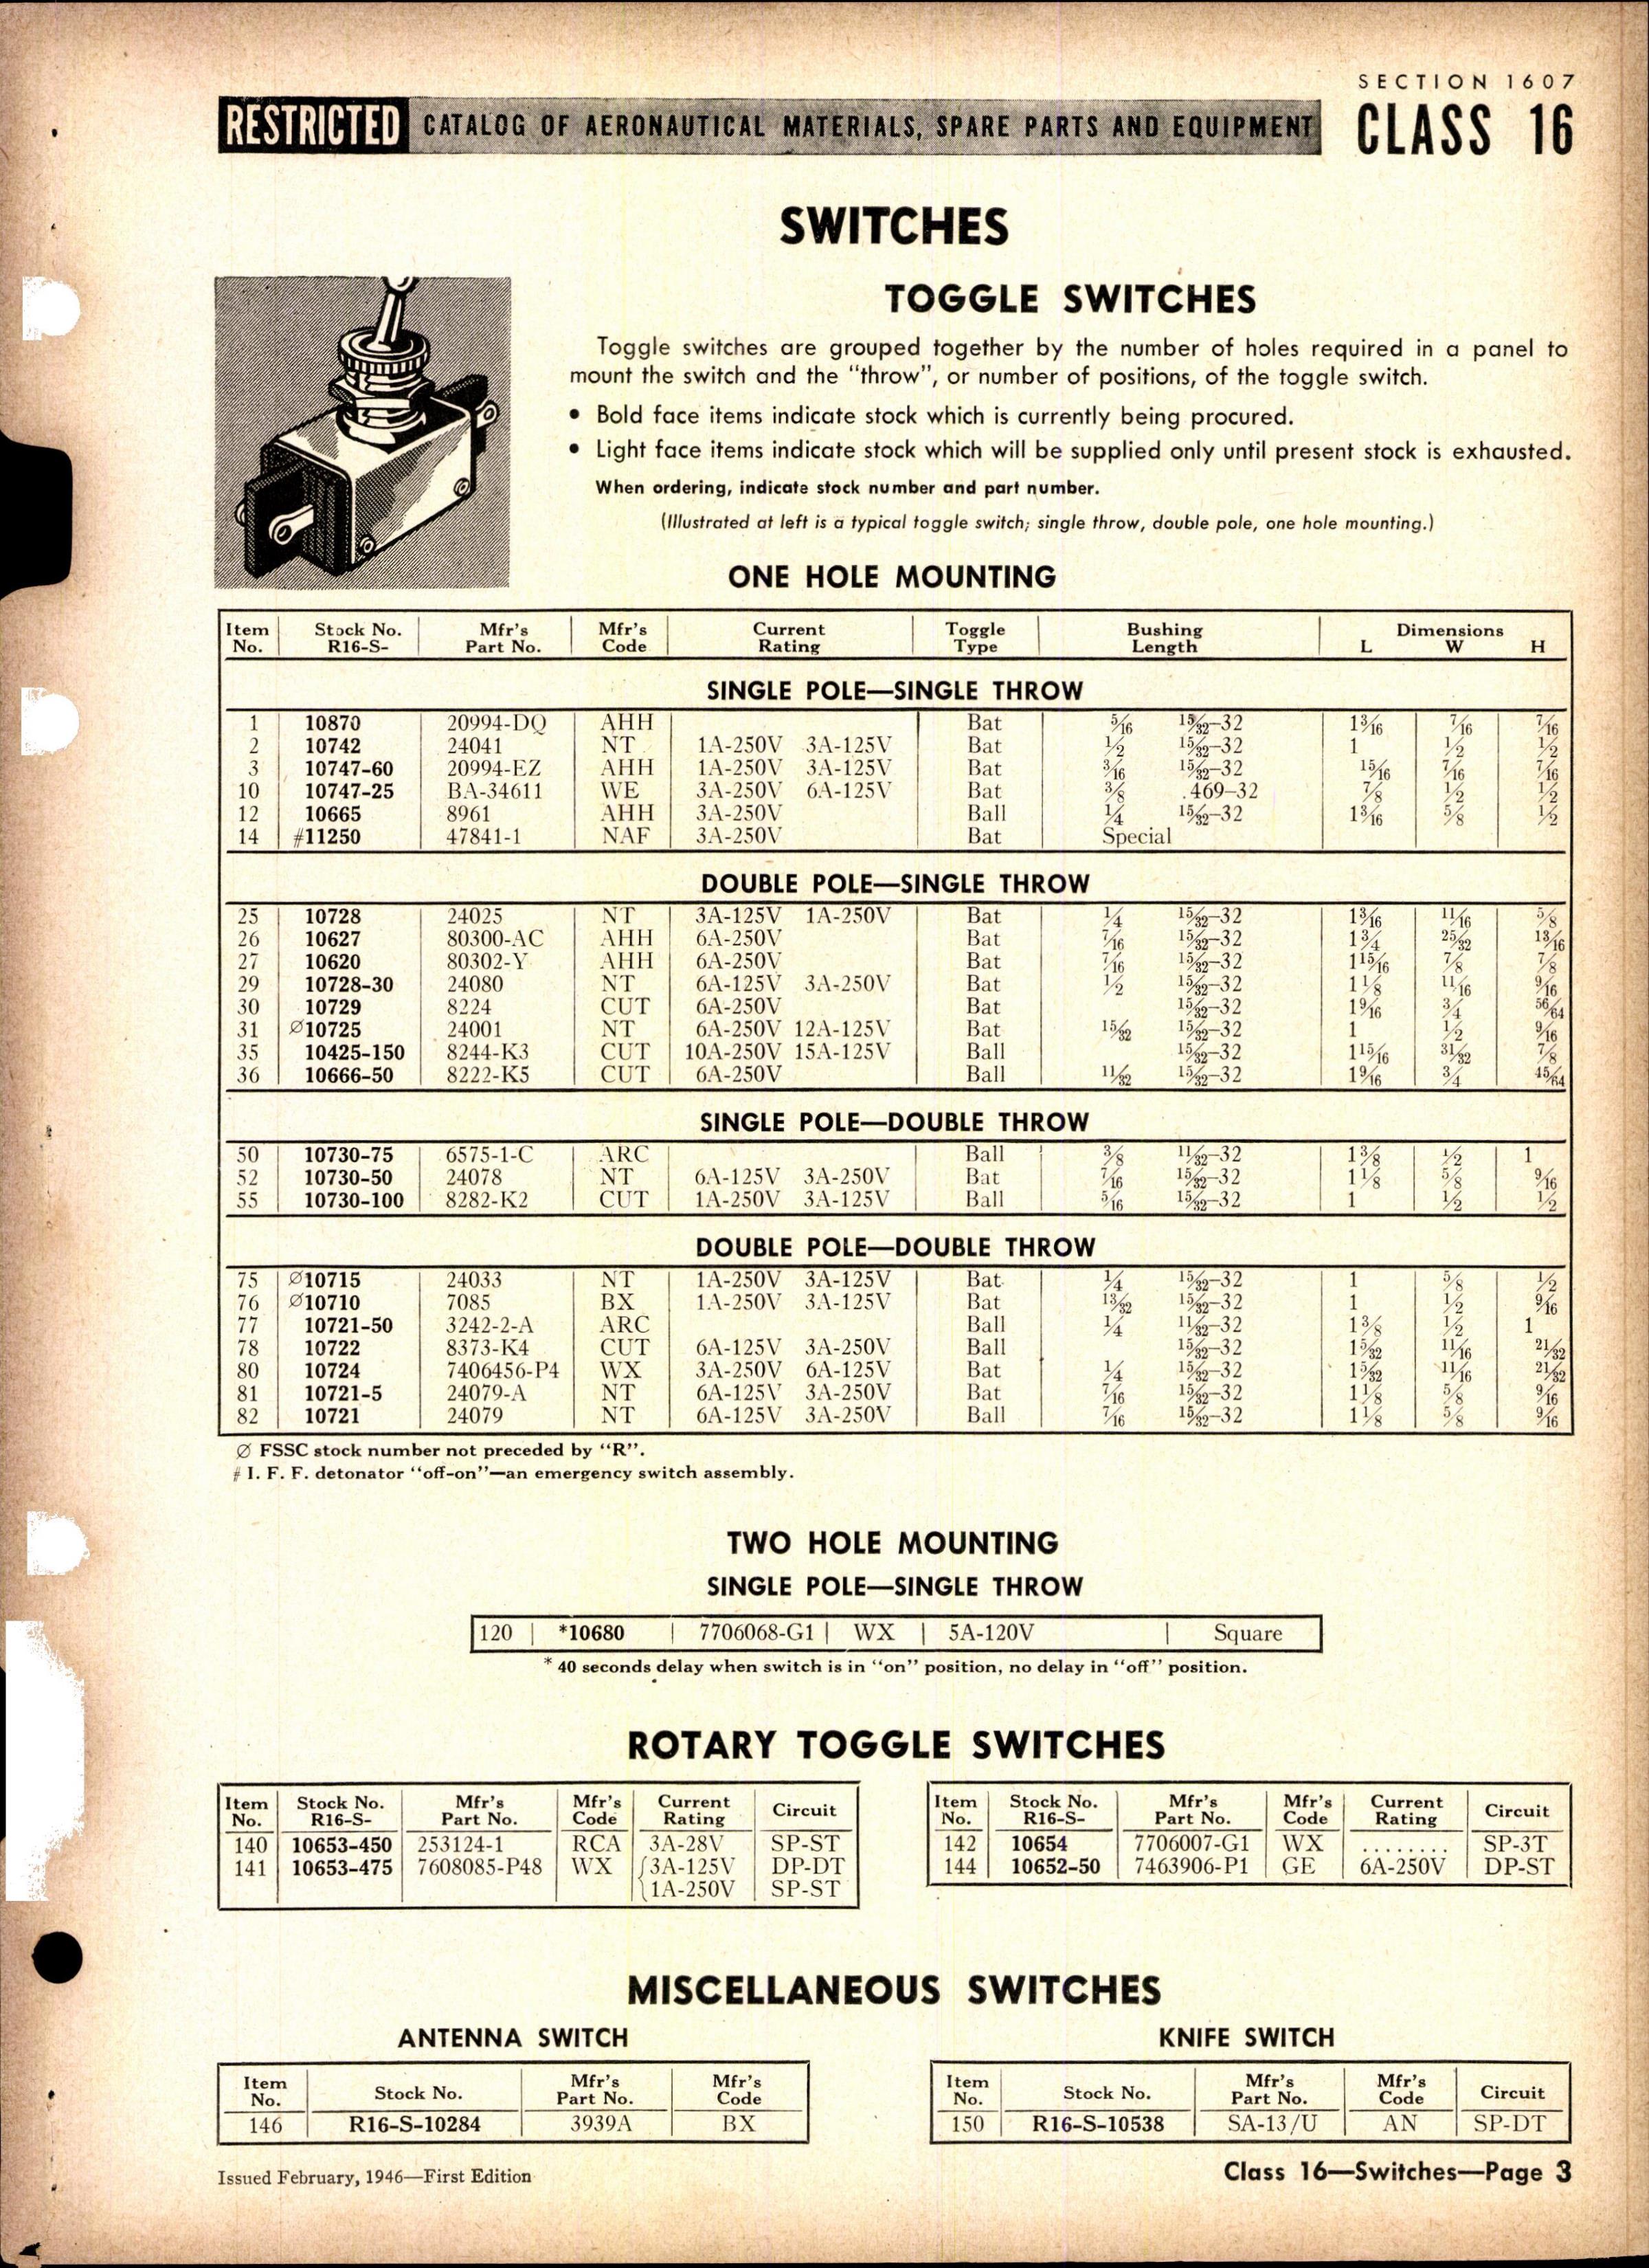 SECTION 1607
RESTRICTED CATALOG OF AERONAUTICAL MATERIALS, SPARE PARTS AND EQUIPMENT CLASS 16
SWITCHES
TOGGLE SWITCHES
Toggle switches are grouped together by the number of holes required in a panel to
mount the switch and the "throw", or number of positions, of the toggle switch.
• Bold face items indicate stock which is currently being procured.
• Light face items indicate stock which will be supplied only until present stock is exhausted.
When ordering, indicate stock number and part number.
(Illustrated at left is a typical toggle switch; single throw, double pole, one hole mounting.)
ONE HOLE MOUNTING
Item Stock No. Mfr's Mfr's Current Toggle Bushing Dimensions
No. R16-S- Part No. Code Rating Type Length L W H
SINGLE POLE—SINGLE THROW
1 10870 20994-DQ AHH Bat 5/16 15/32-32 1 3/16 7/16 7/16
2 10742 24041 NT 1A-250V 3A-125V Bat 1/2 15/32-32 1 1/2 1/2
3 10747-60 20994-EZ AHH 1A-250V 3A-125V Bat 3/16 15/32-32 15/16 7/16 7/16
10 10747-25 BA-34611 WE 3A-250V 6A-125V Bat 3/8 .469-32 7/8 1/2 1/2
12 10665 8961 AHH 3A-250V Ball 1/4 15/32-32 1 3/16 5/8 1/2
14 #11250 47841-1 NAF 3A-250V Bat Special
DOUBLE POLE—SINGLE THROW
25 10728 24025 NT 3A-125V 1A-250V Bat 1/4 15/32-32 1 3/16 11/16 5/8
26 10627 80300-AC AHH 6A-250V Bat 7/16 15/32-32 1 3/4 25/32 13/16
27 10620 80302-Y AHH 6A-250V Bat 7/16 15/32-32 1 15/16 7/8 7/8
29 10728-30 24080 NT 6A-125V 3A-250V Bat 1/2 15/32-32 1 1/8 11/16 9/16
30 10729 8224 CUT 6A-250V Bat 15/32-32 1 9/16 3/4 56/64
31 Ø10725 24001 NT 6A-250V 12A-125V Bat 15/32 15/32-32 1 1/2 9/16
35 10425-150 8244-K3 CUT 10A-250V 15A-125V Ball 15/32-32 1 15/16 31/32 7/8
36 10666-50 8222-K5 CUT 6A-250V Ball 11/32 15/32-32 1 9/16 3/4 45/64
SINGLE POLE—DOUBLE THROW
50 10730-75 6575-1-C ARC Ball 3/8 11/32-32 1 3/8 1/2 1
52 10730-50 24078 NT 6A-125V 3A-250V Bat 7/16 15/32-32 1 1/8 5/8 9/16
55 10730-100 8282-K2 CUT 1A-250V 3A-125V Ball 5/16 15/32-32 1 1/2 1/2
DOUBLE POLE—DOUBLE THROW
75 Ø10715 24033 NT 1A-250V 3A-125V Bat 1/4 15/32-32 1 5/8 1/2
76 Ø10710 7085 BX 1A-250V 3A-125V Bat 13/32 15/32-32 1 1/2 9/16
77 10721-50 3242-2-A ARC Ball 1/4 11/32-32 1 3/8 1/2 1
78 10722 8373-K4 CUT 6A-125V 3A-250V Ball 15/32-32 1 5/32 11/16 21/32
80 10724 7406456-P4 WX 3A-250V 6A-125V Bat 1/4 15/32-32 1 5/32 11/16 21/32
81 10721-5 24079-A NT 6A-125V 3A-250V Bat 7/16 15/32-32 1 1/8 5/8 9/16
82 10721 24079 NT 6A-125V 3A-250V Ball 7/16 15/32-32 1 1/8 5/8 9/16
Ø FSSC stock number not preceded by "R".
# I. F. F. detonator "off-on"—an emergency switch assembly.
TWO HOLE MOUNTING
SINGLE POLE—SINGLE THROW
120 *10680 7706068-G1 WX 5A-120V Square
* 40 seconds delay when switch is in "on" position, no delay in "off" position.
ROTARY TOGGLE SWITCHES
Item Stock No. Mfr's Mfr's Current Circuit
No. R16-S- Part No. Code Rating
140 10653-450 253124-1 RCA 3A-28V SP-ST
141 10653-475 7608085-P48 WX {3A-125V DP-DT
1A-250V SP-ST
Item Stock No. Mfr's Mfr's Current Circuit
No. R16-S- Part No. Code Rating
142 10654 7706007-G1 WX ........ SP-3T
144 10652-50 7463906-P1 GE 6A-250V DP-ST
MISCELLANEOUS SWITCHES
ANTENNA SWITCH
Item Stock No. Mfr's Mfr's
No. Part No. Code
146 R16-S-10284 3939A BX
KNIFE SWITCH
Item Stock No. Mfr's Mfr's Circuit
No. Part No. Code
150 R16-S-10538 SA-13/U AN SP-DT
Issued February, 1946—First Edition
Class 16—Switches—Page 3